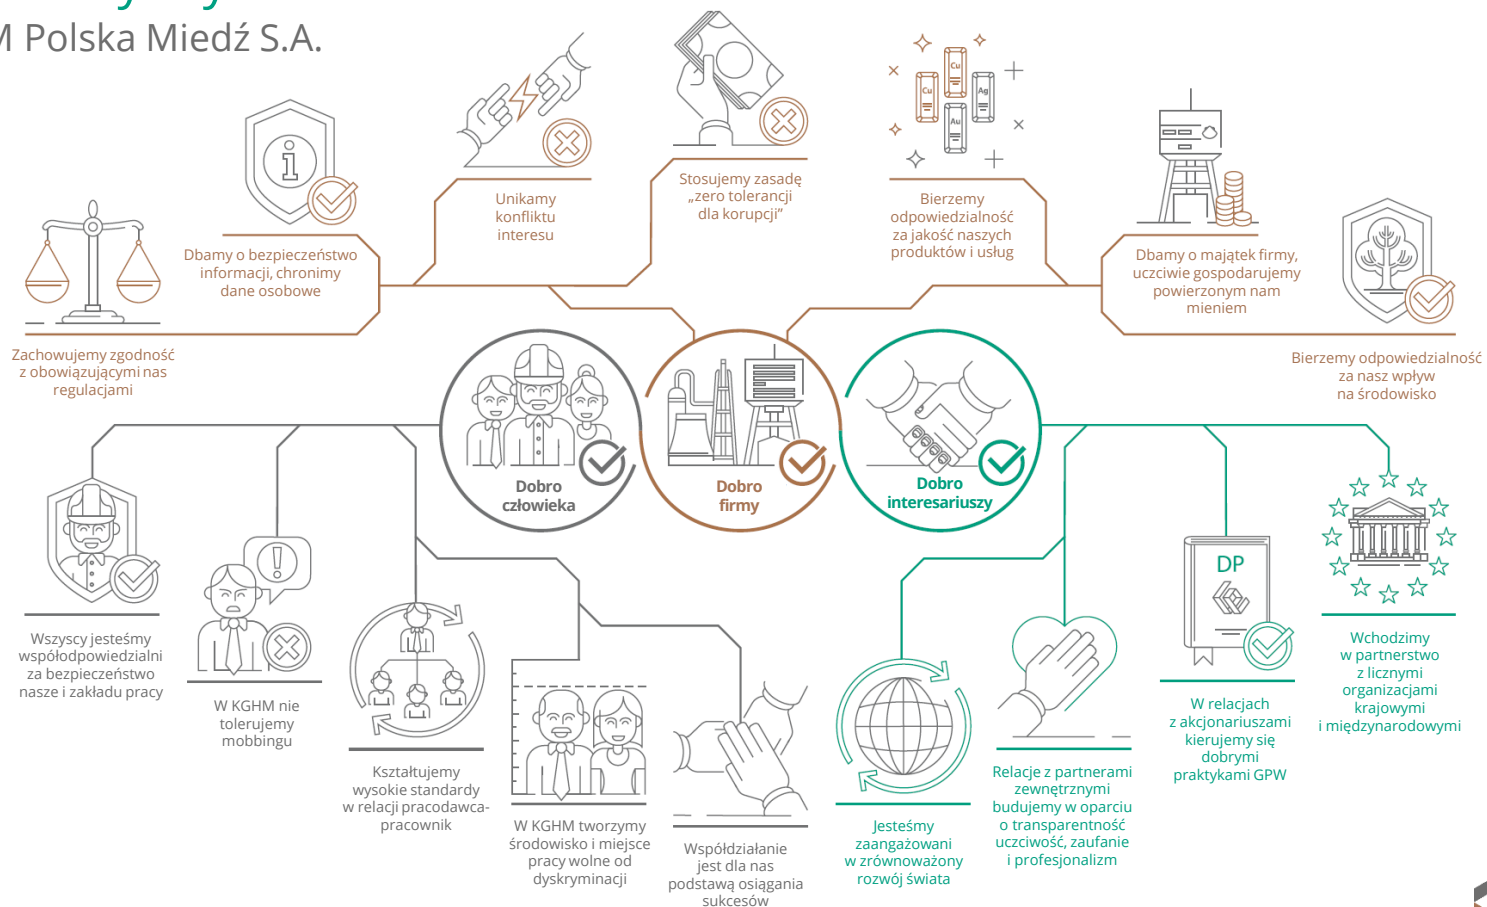 M Polska Miedź S.A.
Zachowujemy zgodność
z obowiązującymi nas
regulacjami
Dbamy o bezpieczeństwo
informacji, chronimy
dane osobowe
Unikamy
konfliktu
interesu
Stosujemy zasadę
„zero tolerancji
dla korupcji”
Cu
Cu
Ag
Au
Bierzemy
odpowiedzialność
za jakość naszych
produktów i usług
Dbamy o majątek firmy,
uczciwie gospodarujemy
powierzonym nam
mieniem
Bierzemy odpowiedzialność
za nasz wpływ
na środowisko
Dobro
człowieka
Dobro
firmy
Dobro
interesariuszy
Wszyscy jesteśmy
współodpowiedzialni
za bezpieczeństwo
nasze i zakładu pracy
W KGHM nie
tolerujemy
mobbingu
Kształtujemy
wysokie standardy
w relacji pracodawca-
pracownik
W KGHM tworzymy
środowisko i miejsce
pracy wolne od
dyskryminacji
Współdziałanie
jest dla nas
podstawą osiągania
sukcesów
Jesteśmy
zaangażowani
w zrównoważony
rozwój świata
Relacje z partnerami
zewnętrznymi
budujemy w oparciu
o transparentność
uczciwość, zaufanie
i profesjonalizm
DP
W relacjach
z akcjonariuszami
kierujemy się
dobrymi
praktykami GPW
Wchodzimy
w partnerstwo
z licznymi
organizacjami
krajowymi
i międzynarodowymi